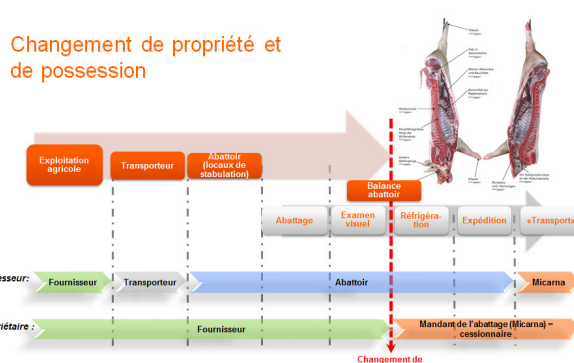 Changement de propriété et
de possession
Exploitation
agricole
Transporteur
Abattoir
(locaux de
stabulation)
Balance
abattoir
Abattage
Examen
visuel
Réfrigéra-
tion
Expédition
«Transport»
esseur:
Fournisseur
Transporteur
Abattoir
Micarna
riétaire :
Fournisseur
Mandant de l'abattage (Micarna) =
cessionnaire
Changement de